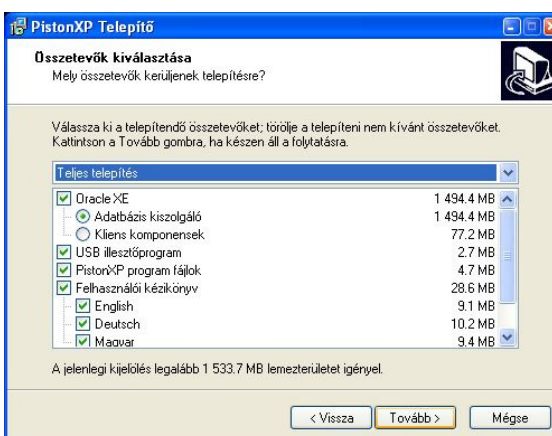 PistonXP Telepítő
Összetevők kiválasztása
Mely összetevők kerüljenek telepítésre?
Válassza ki a telepítendő összetevőket; törölje a telepíteni nem kívánt összetevőket.
Kattintson a Tovább gombra, ha készen áll a folytatásra.
Teljes telepítés
Oracle XE 1 494.4 MB
Adatbázis kiszolgáló 1 494.4 MB
Kliens komponensek 77.2 MB
USB illesztőprogram 2.7 MB
PistonXP program fájlok 4.7 MB
Felhasználói kézikönyv 28.6 MB
English 9.1 MB
Deutsch 10.2 MB
Magyar 9.4 MB
A jelenlegi kijelölés legalább 1 533.7 MB lemezterületet igényel.
< Vissza Tovább > Mégse